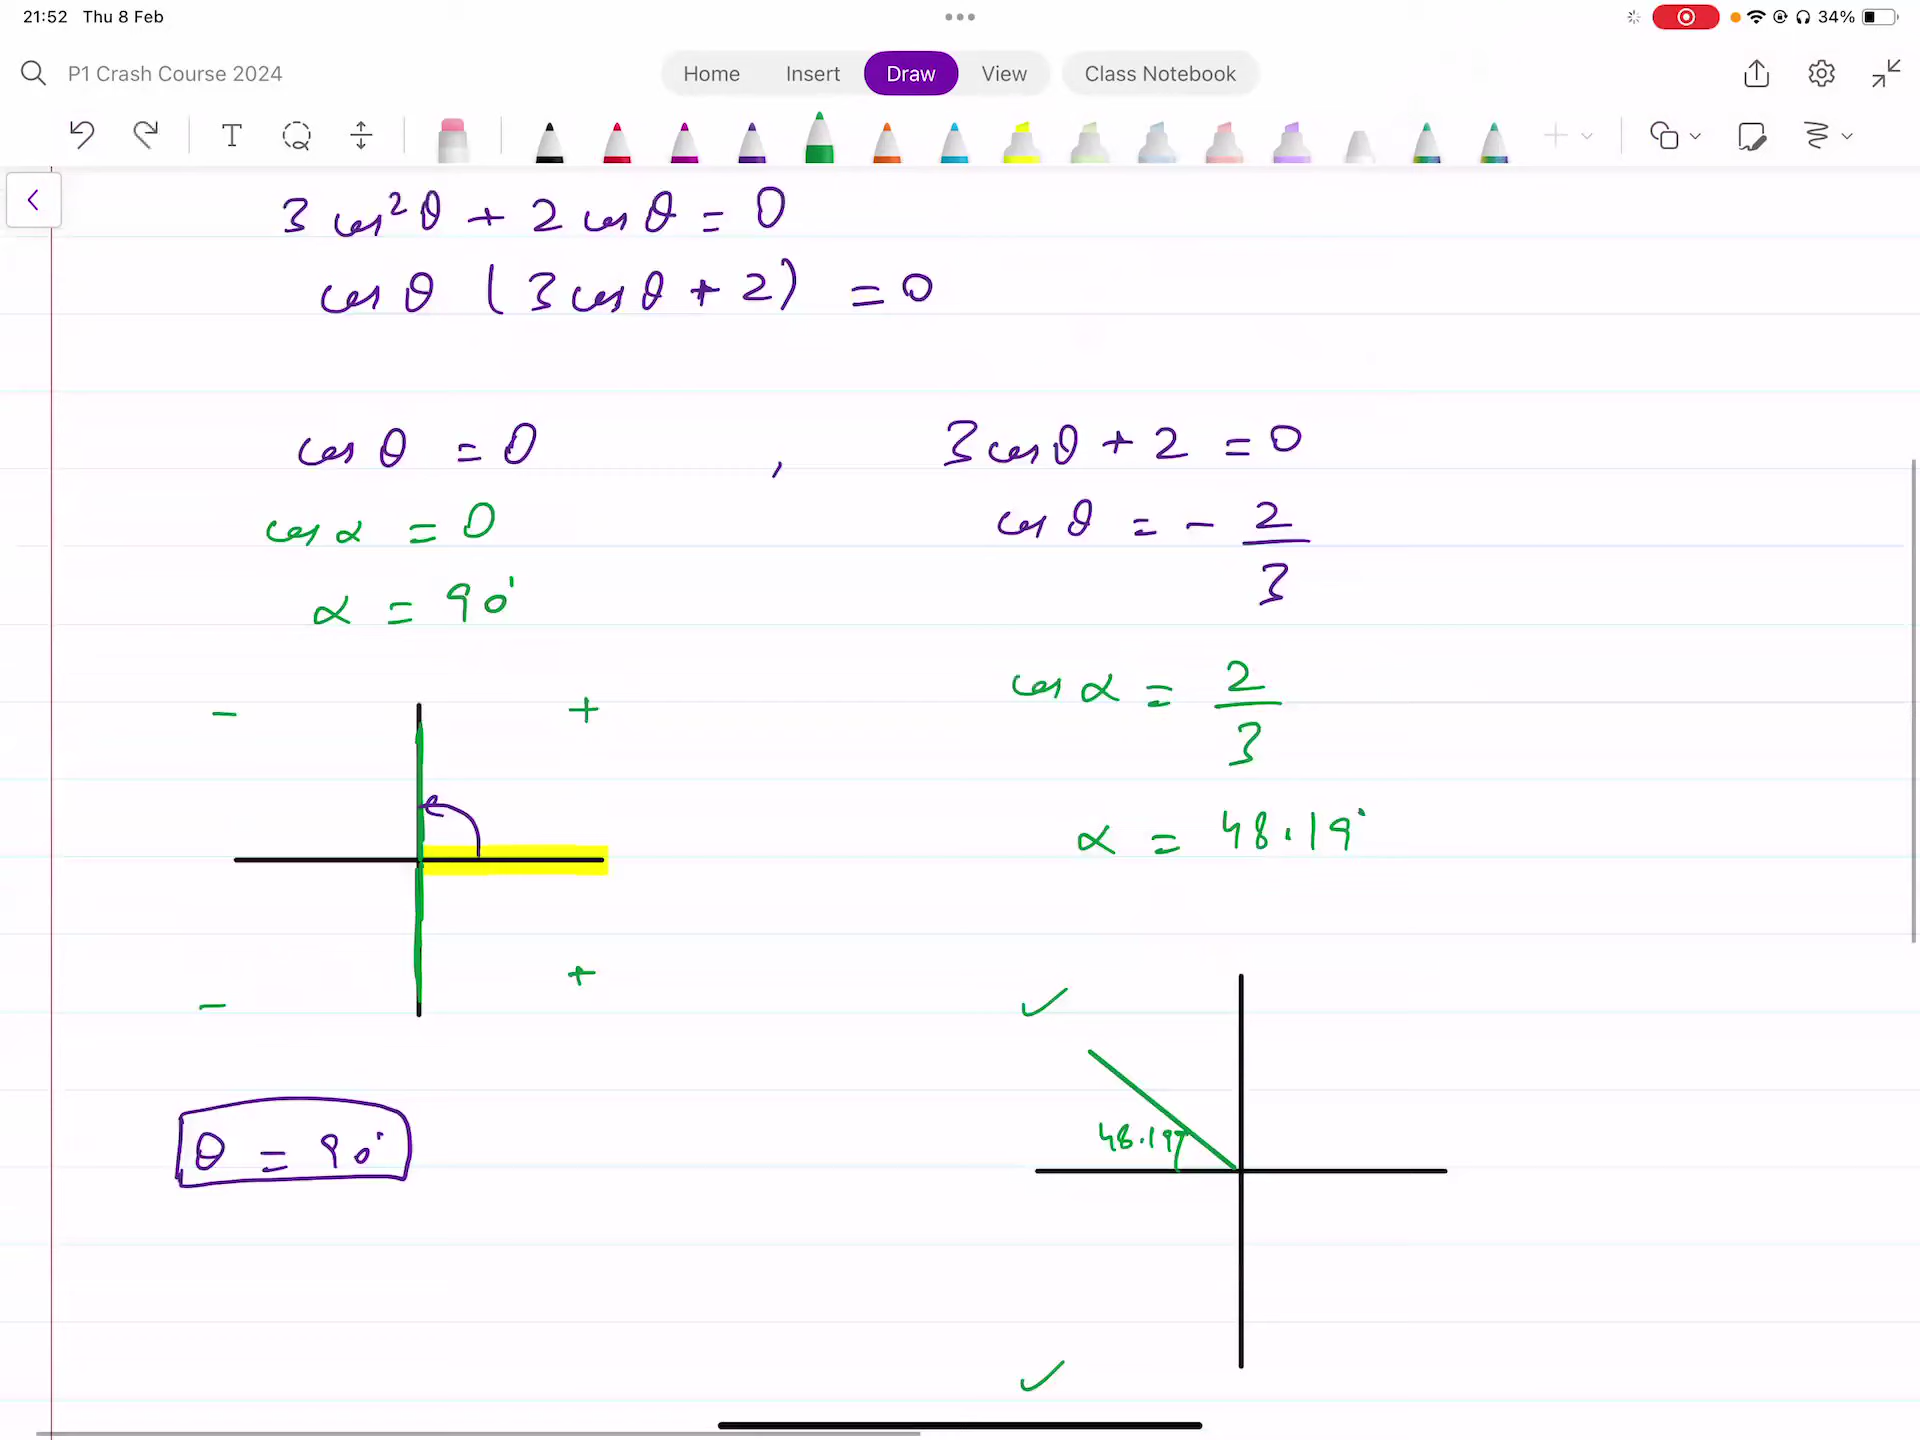 21:52 Thu 8 Feb 34%
P1 Crash Course 2024 Home Insert Draw View Class Notebook
T
3 cos²θ + 2 cos θ = 0
cos θ (3 cos θ + 2) = 0
cos θ = 0 , 3 cos θ + 2 = 0
cos α = 0
α = 90°
cos θ = - 2/3
cos α = 2/3
α = 48.19°
- +
- +
θ = 90°
✓
48.19°
✓